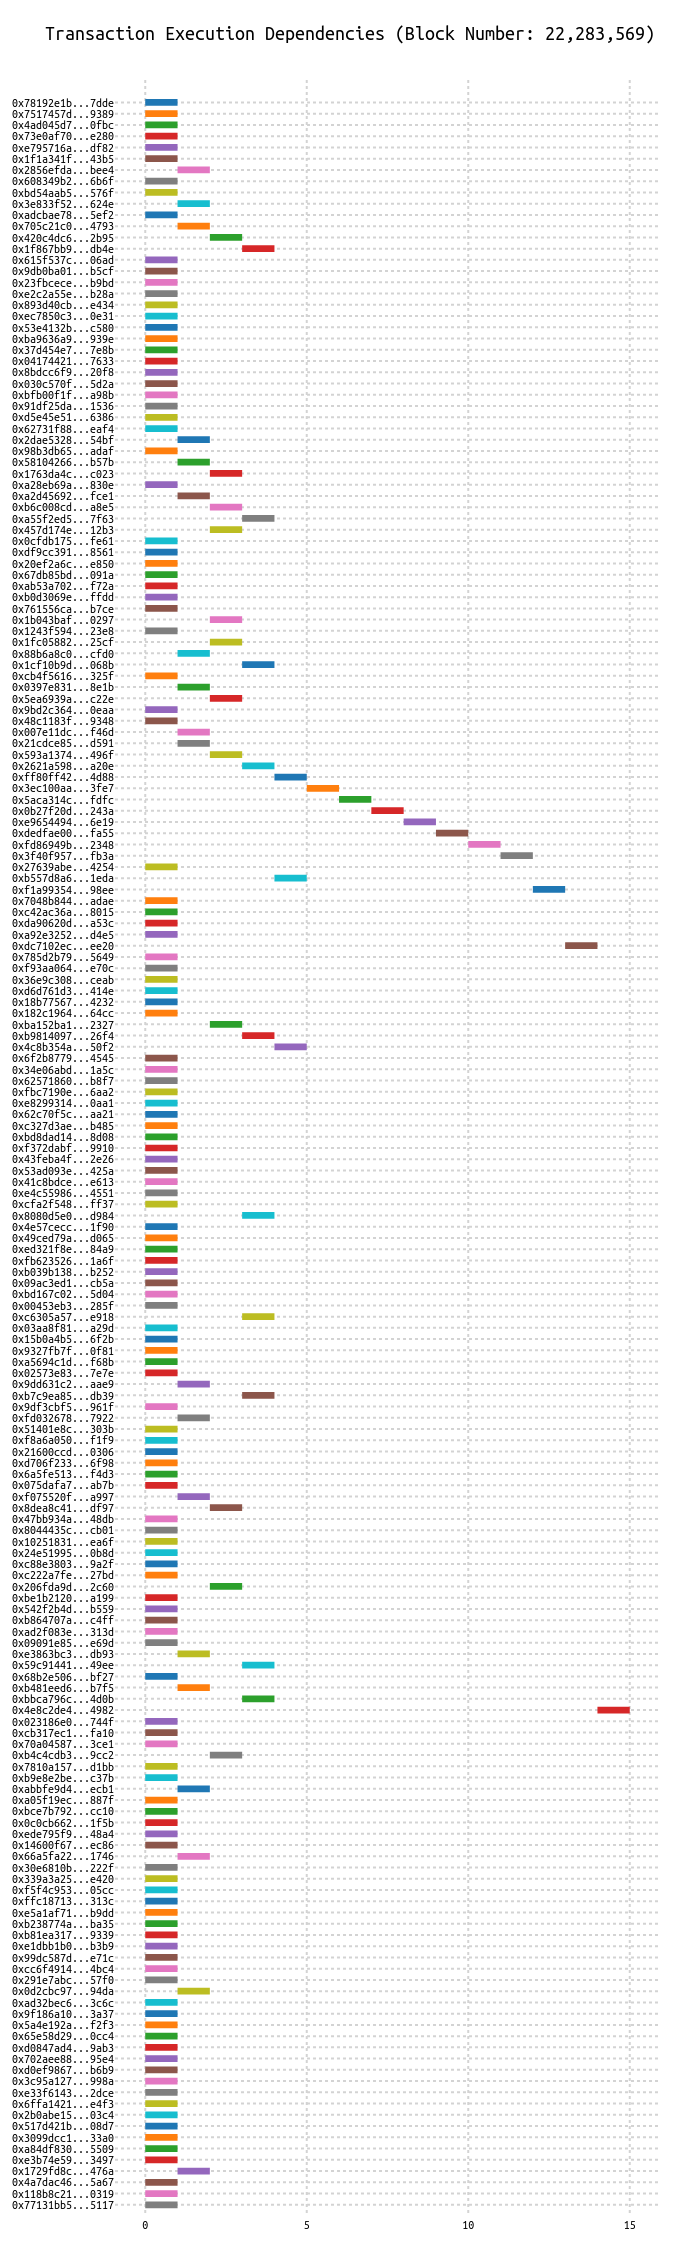 Transaction Execution Dependencies (Block Number: 22,283,569)
0x78192e1b...7dde
0x7517457d...9389
0x4ad045d7...0fbc
0x73e0af70...e280
0xe795716a...df82
0x1f1a341f...43b5
0x2856efda...bee4
0x608349b2...6b6f
0xbd54aab5...576f
0x3e833f52...624e
0xadcbae78...5ef2
0x705c21c0...4793
0x420c4dc6...2b95
0x1f867bb9...db4e
0x615f537c...06ad
0x9db0ba01...b5cf
0x23fbcece...b9bd
0xe2c2a55e...b28a
0x893d40cb...e434
0xec7850c3...0e31
0x53e4132b...c580
0xba9636a9...939e
0x37d454e7...7e8b
0x04174421...7633
0x8bdcc6f9...20f8
0x030c570f...5d2a
0xbfb00f1f...a98b
0x91df25da...1536
0xd5e45e51...6386
0x62731f88...eaf4
0x2dae5328...54bf
0x98b3db65...adaf
0x58104266...b57b
0x1763da4c...c023
0xa28eb69a...830e
0xa2d45692...fce1
0xb6c008cd...a8e5
0xa55f2ed5...7f63
0x457d174e...12b3
0x0cfdb175...fe61
0xdf9cc391...8561
0x20ef2a6c...e850
0x67db85bd...091a
0xab53a702...f72a
0xb0d3069e...ffdd
0x761556ca...b7ce
0x1b043baf...0297
0x1243f594...23e8
0x1fc05882...25cf
0x88b6a8c0...cfd0
0x1cf10b9d...068b
0xcb4f5616...325f
0x0397e831...8e1b
0x5ea6939a...c22e
0x9bd2c364...0eaa
0x48c1183f...9348
0x007e11dc...f46d
0x21cdce85...d591
0x593a1374...496f
0x2621a598...a20e
0xff80ff42...4d88
0x3ec100aa...3fe7
0x5aca314c...fdfc
0x0b27f20d...243a
0xe9654494...6e19
0xdedfae00...fa55
0xfd86949b...2348
0x3f40f957...fb3a
0x27639abe...4254
0xb557d8a6...1eda
0xf1a99354...98ee
0x7048b844...adae
0xc42ac36a...8015
0xda90620d...a53c
0xa92e3252...d4e5
0xdc7102ec...ee20
0x785d2b79...5649
0xf93aa064...e70c
0x36e9c308...ceab
0xd6d761d3...414e
0x18b77567...4232
0x182c1964...64cc
0xba152ba1...2327
0xb9814097...26f4
0x4c8b354a...50f2
0x6f2b8779...4545
0x34e06abd...1a5c
0x62571860...b8f7
0xfbc7190e...6aa2
0xe8299314...0aa1
0x62c70f5c...aa21
0xc327d3ae...b485
0xbd8dad14...8d08
0xf372dabf...9910
0x43feba4f...2e26
0x53ad093e...425a
0x41c8bdce...e613
0xe4c55986...4551
0xcfa2f548...ff37
0x8080d5e0...d984
0x4e57cecc...1f90
0x49ced79a...d065
0xed321f8e...84a9
0xfb623526...1a6f
0xb039b138...b252
0x09ac3ed1...cb5a
0xbd167c02...5d04
0x00453eb3...285f
0xc6305a57...e918
0x03aa8f81...a29d
0x15b0a4b5...6f2b
0x9327fb7f...0f81
0xa5694c1d...f68b
0x02573e83...7e7e
0x9dd631c2...aae9
0xb7c9ea85...db39
0x9df3cbf5...961f
0xfd032678...7922
0x51401e8c...303b
0xf8a6a050...f1f9
0x21600ccd...0306
0xd706f233...6f98
0x6a5fe513...f4d3
0x075dafa7...ab7b
0xf075520f...a997
0x8dea8c41...df97
0x47bb934a...48db
0x8044435c...cb01
0x10251831...ea6f
0x24e51995...0b8d
0xc88e3803...9a2f
0xc222a7fe...27bd
0x206fda9d...2c60
0xbe1b2120...a199
0x542f2b4d...b559
0xb864707a...c4ff
0xad2f083e...313d
0x09091e85...e69d
0xe3863bc3...db93
0x59c91441...49ee
0x68b2e506...bf27
0xb481eed6...b7f5
0xbbca796c...4d0b
0x4e8c2de4...4982
0x023186e0...744f
0xcb317ec1...fa10
0x70a04587...3ce1
0xb4c4cdb3...9cc2
0x7810a157...d1bb
0xb9e8e2be...c37b
0xabbfe9d4...ecb1
0xa05f19ec...887f
0xbce7b792...cc10
0x0c0cb662...1f5b
0xede795f9...48a4
0x14600f67...ec86
0x66a5fa22...1746
0x30e6810b...222f
0x339a3a25...e420
0xf5f4c953...05cc
0xffc18713...313c
0xe5a1af71...b9dd
0xb238774a...ba35
0xb81ea317...9339
0xe1dbb1b0...b3b9
0x99dc587d...e71c
0xcc6f4914...4bc4
0x291e7abc...57f0
0x0d2cbc97...94da
0xad32bec6...3c6c
0x9f186a10...3a37
0x5a4e192a...f2f3
0x65e58d29...0cc4
0xd0847ad4...9ab3
0x702aee88...95e4
0xd0ef9867...b6b9
0x3c95a127...998a
0xe33f6143...2dce
0x6ffa1421...e4f3
0x2b0abe15...03c4
0x517d421b...08d7
0x3099dcc1...33a0
0xa84df830...5509
0xe3b74e59...3497
0x1729fd8c...476a
0x4a7dac46...5a67
0x118b8c21...0319
0x77131bb5...5117
0 5 10 15